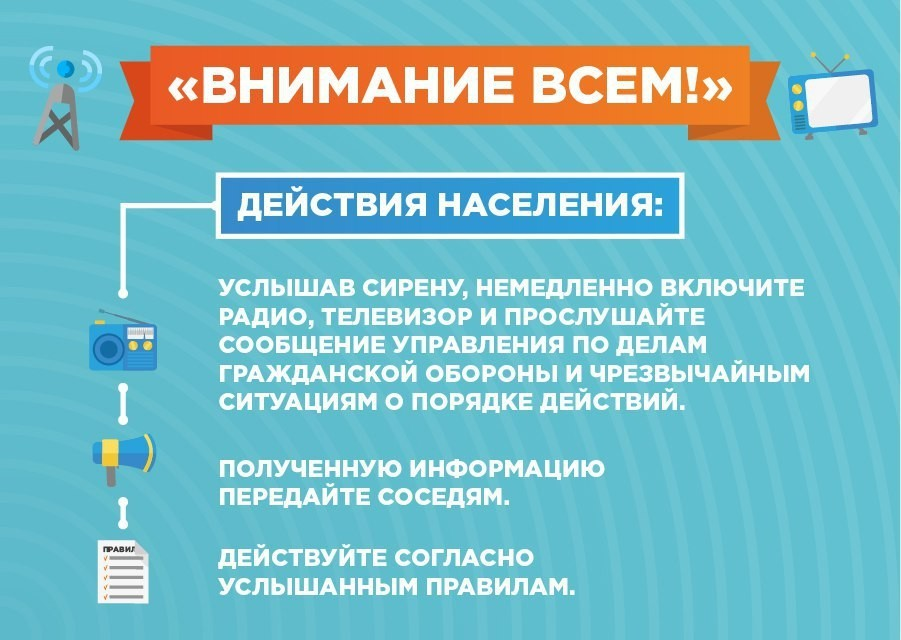 «ВНИМАНИЕ ВСЕМ!»
ДЕЙСТВИЯ НАСЕЛЕНИЯ:
УСЛЫШАВ СИРЕНУ, НЕМЕДЛЕННО ВКЛЮЧИТЕ
РАДИО, ТЕЛЕВИЗОР И ПРОСЛУШАЙТЕ
СООБЩЕНИЕ УПРАВЛЕНИЯ ПО ДЕЛАМ
ГРАЖДАНСКОЙ ОБОРОНЫ И ЧРЕЗВЫЧАЙНЫМ
СИТУАЦИЯМ О ПОРЯДКЕ ДЕЙСТВИЙ.
ПОЛУЧЕННУЮ ИНФОРМАЦИЮ
ПЕРЕДАЙТЕ СОСЕДЯМ.
ПРАВИЛ
ДЕЙСТВУЙТЕ СОГЛАСНО
УСЛЫШАННЫМ ПРАВИЛАМ.